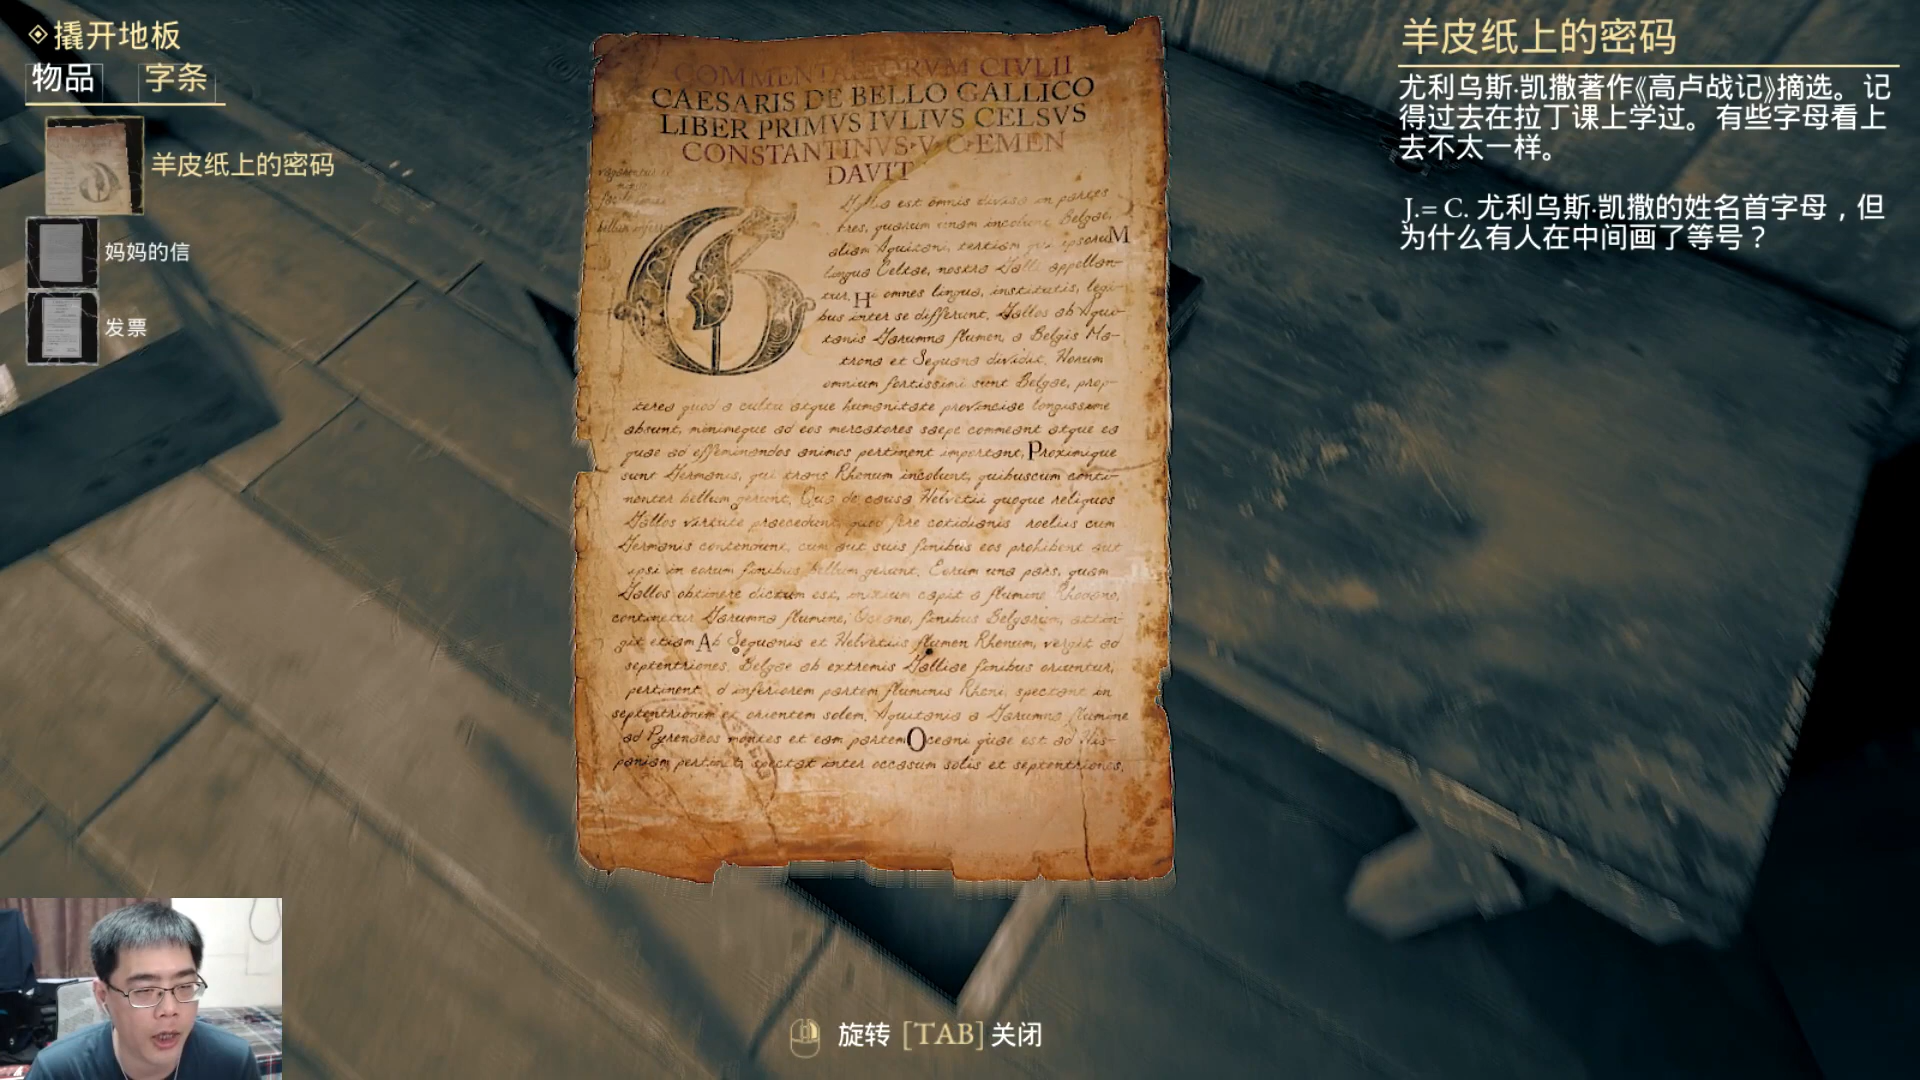 撬开地板
物品 字条
羊皮纸上的密码
妈妈的信
发票
COMMENTARIORVM CIVLII
CAESARIS DE BELLO GALLICO
LIBER PRIMVS IVLIVS CELSVS
CONSTANTINVS·V·C·EMEN
DAVIT
G
est omnis divisa in partes
tres, quarum unam incolunt Belgae,
aliam Aquitani, tertiam qui ipsoruM
lingua Celtae, nostra Galli appellan-
tur, Hi omnes lingua, institutis, legi-
bus inter se differunt. Gallos ab Aqui-
tanis Garumna flumen, a Belgis Ma-
trona et Sequana dividit. Horum
omnium fortissimi sunt Belgae, prop-
terea quod a cultu atque humanitate provinciae longissime
absunt, minimeque ad eos mercatores saepe commeant atque ea
quae ad effeminandos animos pertinent important, Proximique
sunt Germanis, qui trans Rhenum incolunt, quibuscum conti-
nenter bellum gerunt. Qua de causa Helvetii quoque reliquos
Gallos virtute praecedunt, quod fere cotidianis roeliis cum
Germanis contendunt, cum aut suis finibus eos prohibent aut
ipsi in eorum finibus bellum gerunt. Eorum una pars, quam
Gallos obtinere dictum est, initium capit a flumine Rhodano,
continetur Garumna flumine, Oceano, finibus Belgarum, attin-
git etiam Ab Sequanis et Helvetiis flumen Rhenum, vergit ad
septentriones. Belgae ab extremis Galliae finibus oriuntur,
pertinent d inferiorem partem fluminis Rheni, spectant in
septentrionem et orientem solem. Aquitania a Garumna flumine
ad Pyrenaeos montes et eam partem Oceani quae est ad His-
paniam pertinet; spectat inter occasum solis et septentriones.
羊皮纸上的密码
尤利乌斯·凯撒著作《高卢战记》摘选。记
得过去在拉丁课上学过。有些字母看上
去不太一样。
J.= C. 尤利乌斯·凯撒的姓名首字母，但
为什么有人在中间画了等号？
旋转 [TAB] 关闭